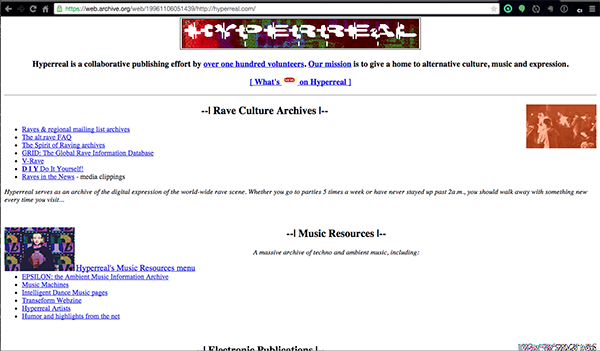 https://web.archive.org/web/19961106051439/http://hyperreal.com/
HYPERREAL
Hyperreal is a collaborative publishing effort by over one hundred volunteers. Our mission is to give a home to alternative culture, music and expression.
[ What's NEW on Hyperreal ]
--| Rave Culture Archives |--
Raves & regional mailing list archives
The alt.rave FAQ
The Spirit of Raving archives
GRID: The Global Rave Information Database
V-Rave
D I Y Do It Yourself!
Raves in the News - media clippings
Hyperreal serves as an archive of the digital expression of the world-wide rave scene. Whether you go to parties 5 times a week or have never stayed up past 2a.m., you should walk away with something new
every time you visit...
--| Music Resources |--
A massive archive of techno and ambient music, including:
Hyperreal's Music Resources menu
EPSILON: the Ambient Music Information Archive
Music Machines
Intelligent Dance Music pages
Transeform Webzine
Hyperreal Artists
Humor and highlights from the net
--| Electronic Publications |--